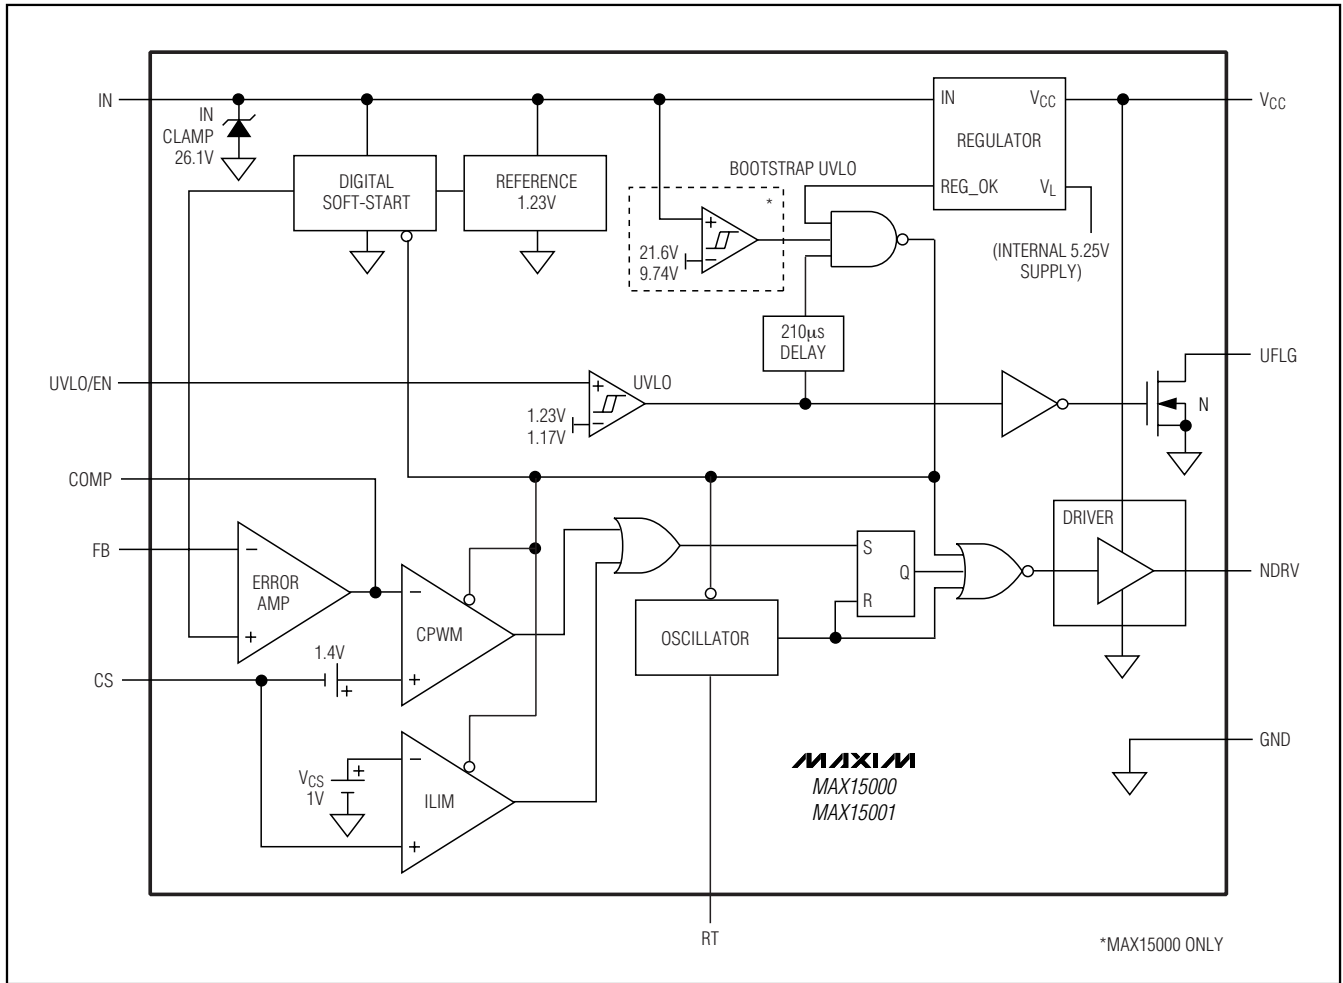 IN
IN
CLAMP
26.1V
DIGITAL
SOFT-START
REFERENCE
1.23V
BOOTSTRAP UVLO
*
+
−
21.6V
9.74V
IN
VCC
REGULATOR
REG_OK
VL
VCC
(INTERNAL 5.25V
SUPPLY)
210µs
DELAY
UVLO/EN
+
−
UVLO
1.23V
1.17V
UFLG
N
COMP
FB
−
ERROR
AMP
+
−
CPWM
+
1.4V
+
CS
VCS
1V
+
−
ILIM
+
S
Q
R
OSCILLATOR
DRIVER
NDRV
GND
MAXIM
MAX15000
MAX15001
RT
*MAX15000 ONLY